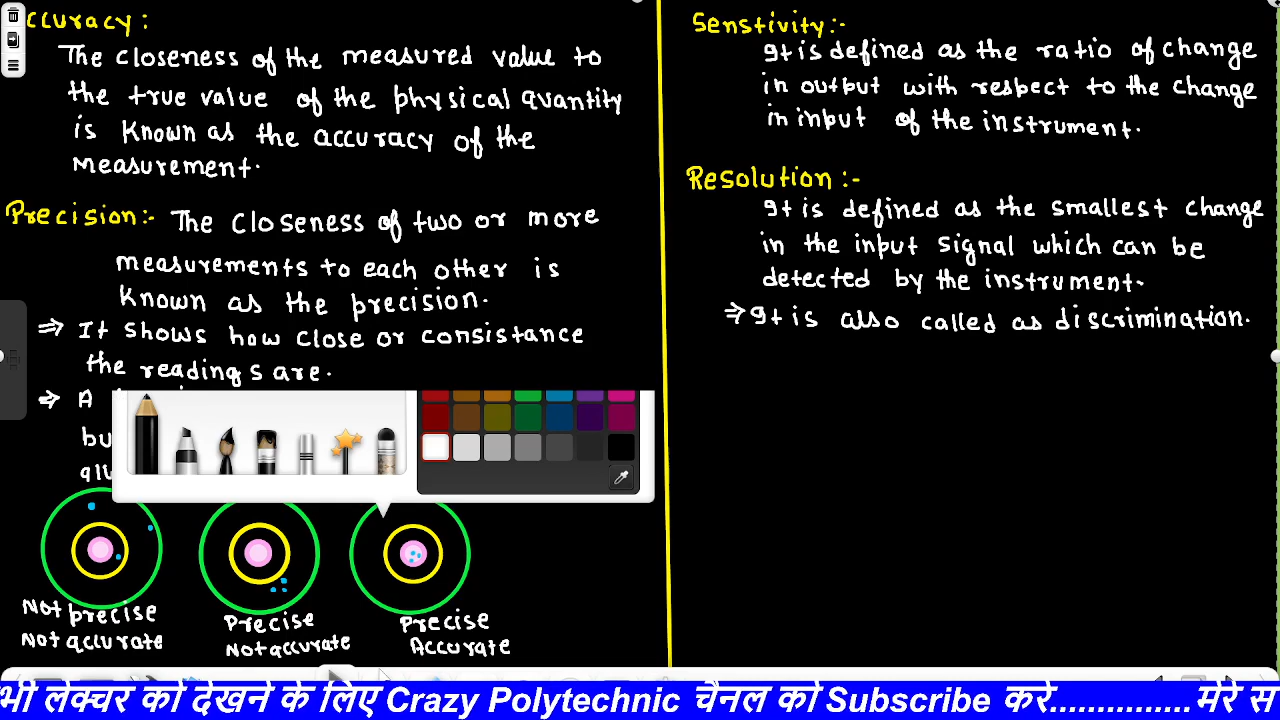 ccuracy :
The closeness of the measured value to
the true value of the physical quantity
is known as the accuracy of the
measurement.
Precision:- The closeness of two or more
measurements to each other is
known as the precision.
⇒ It shows how close or consistance
the readings are.
⇒ A
bu
Not precise
Not accurate
Precise
Not accurate
Precise
Accurate
Senstivity:-
It is defined as the ratio of change
in output with respect to the change
in input of the instrument.
Resolution :-
It is defined as the smallest change
in the input signal which can be
detected by the instrument.
⇒ It is also called as discrimination.
भी लेक्चर को देखने के लिए Crazy Polytechnic चैनल को Subscribe करे...............मेरे स